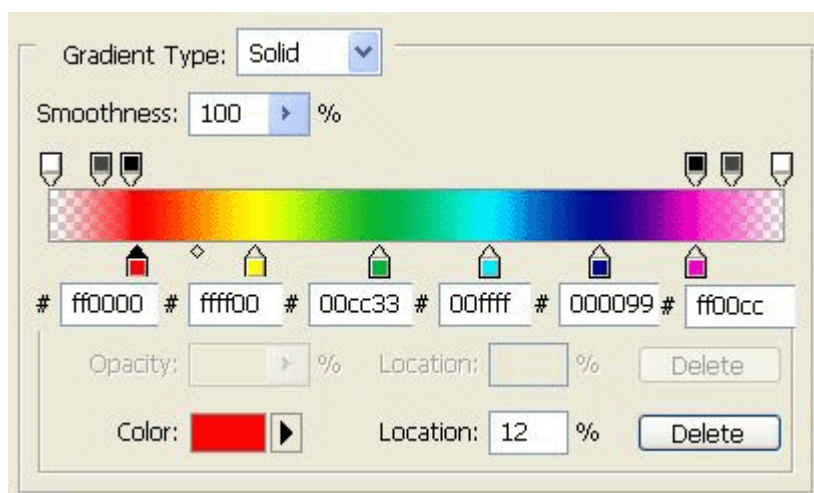 Gradient Type: Solid
Smoothness: 100 %
# ff0000 # ffff00 # 00cc33 # 00ffff # 000099 # ff00cc
Opacity: % Location: % Delete
Color: Location: 12 % Delete